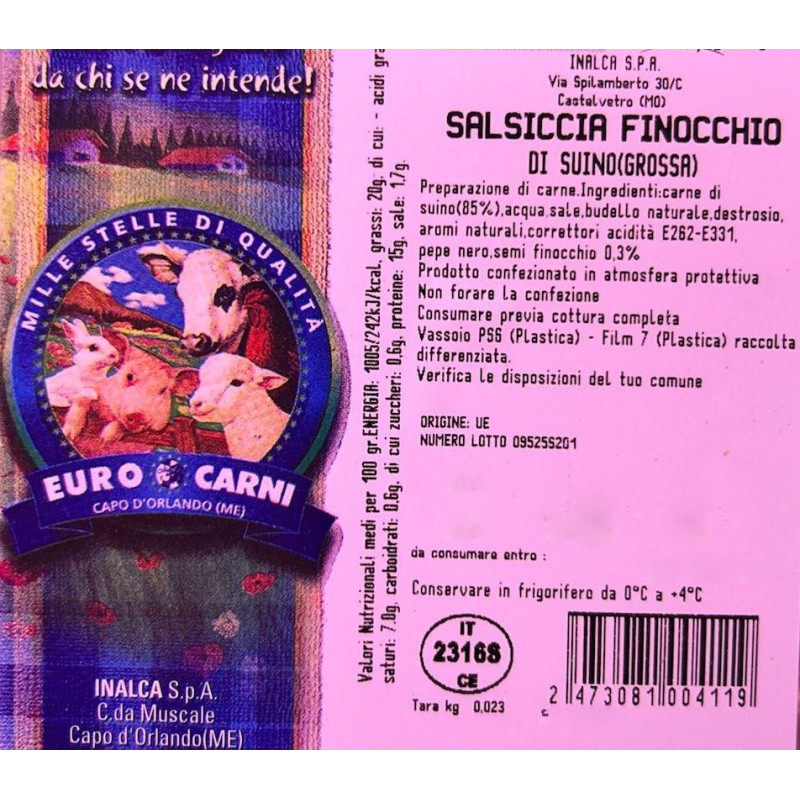 da chi se ne intende!
MILLE STELLE DI QUALITÀ
EURO CARNI
CAPO D'ORLANDO (ME)
INALCA S.p.A.
C.da Muscale
Capo d'Orlando(ME)
Valori Nutrizionali medi per 100 gr.ENERGIA: 1005/242kJ/kcal, grassi: 20g. di cui: - acidi gra
saturi: 7.0g. carboidrati: 0,6g. di cui zuccheri: 0.6g. proteine: 15g, sale: 1,7g.
INALCA S.P.A.
Via Spilamberto 30/C
Castelvetro (MO)
SALSICCIA FINOCCHIO
DI SUINO(GROSSA)
Preparazione di carne.Ingredienti:carne di
suino(85%),acqua,sale,budello naturale,destrosio,
aromi naturali,correttori acidità E262-E331,
pepe nero,semi finocchio 0,3%
Prodotto confezionato in atmosfera protettiva
Non forare la confezione
Consumare previa cottura completa
Vassoio PS6 (Plastica) - Film 7 (Plastica) raccolta
differenziata.
Verifica le disposizioni del tuo comune
ORIGINE: UE
NUMERO LOTTO 09525S201
da consumare entro :
Conservare in frigorifero da 0°C a +4°C
IT
2316S
CE
Tara kg 0,023
2 473081 004119